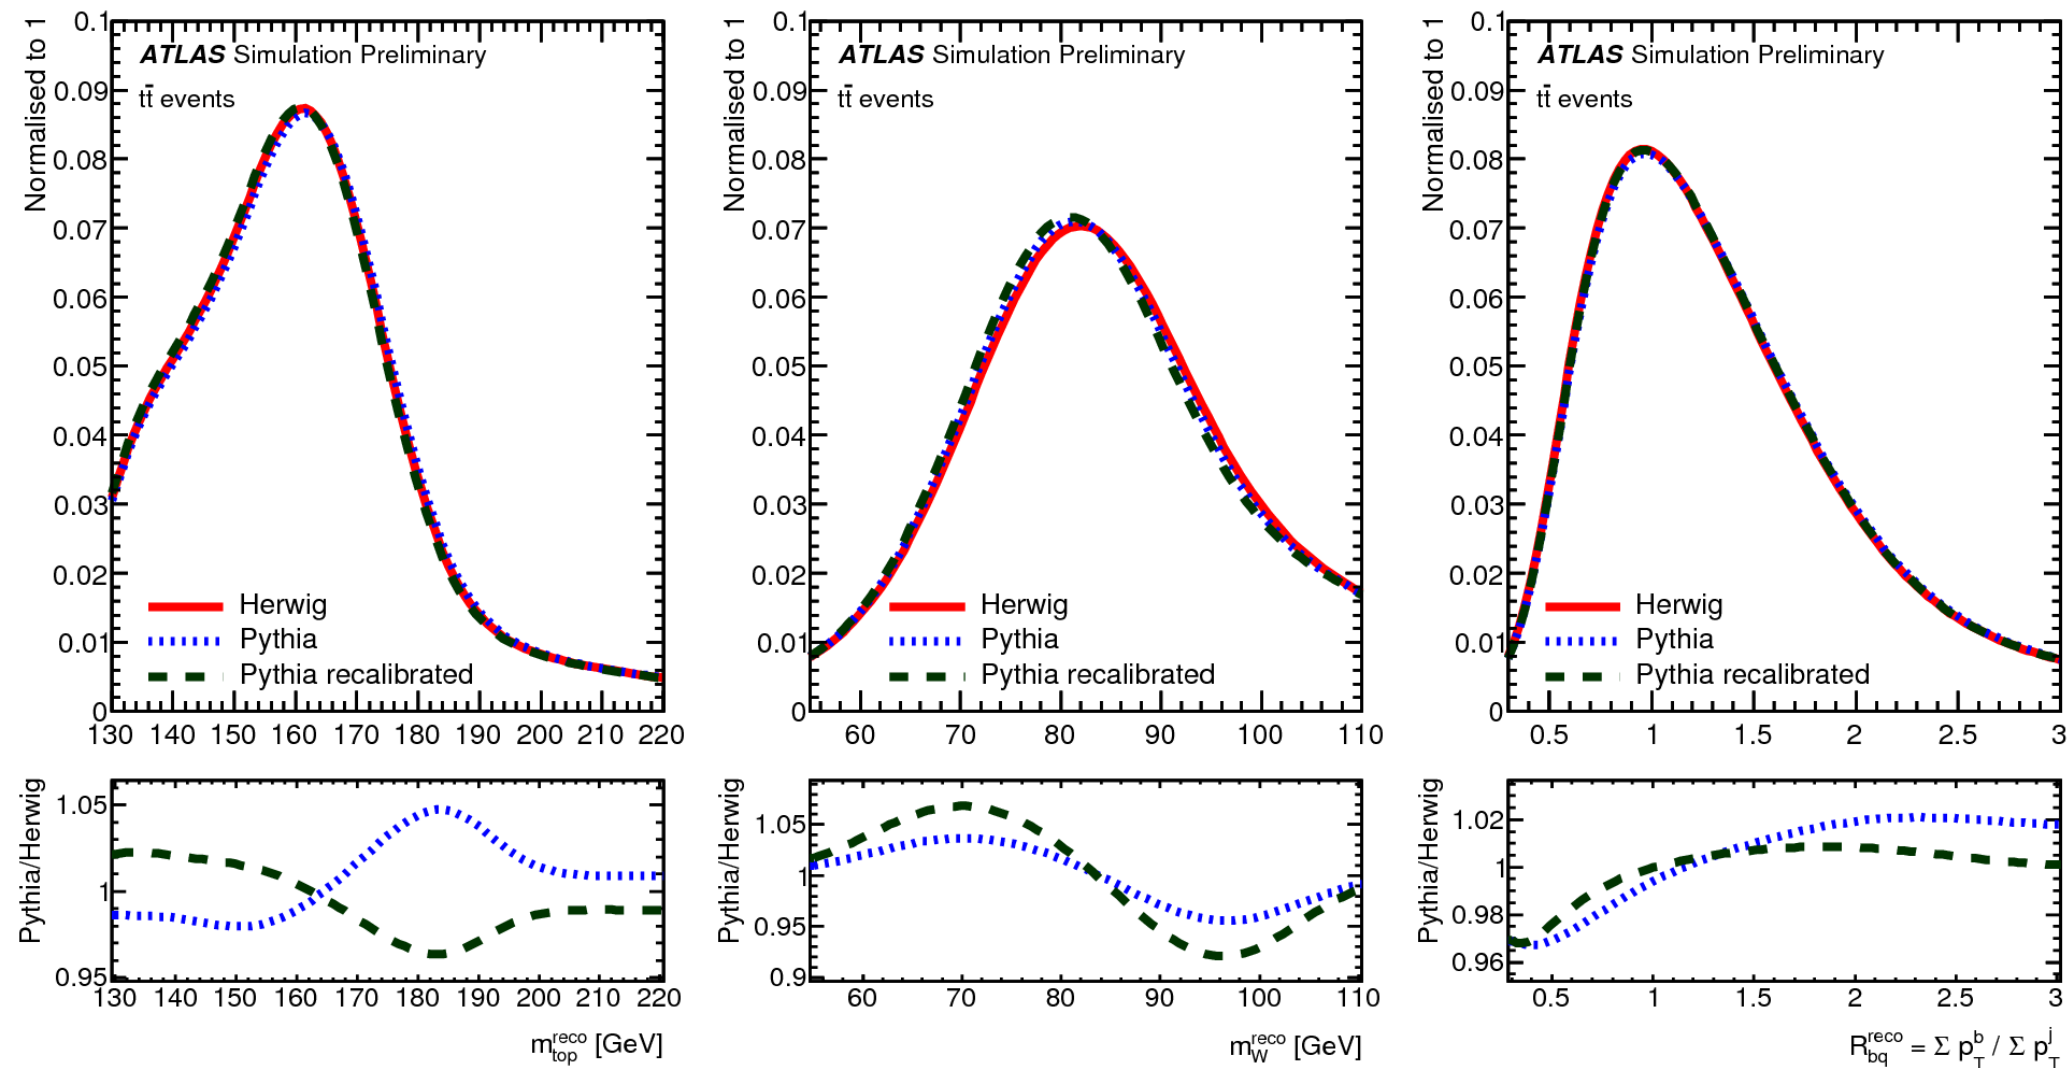 Normalised to 1
0.1
0.09
0.08
0.07
0.06
0.05
0.04
0.03
0.02
0.01
0
ATLAS Simulation Preliminary
tt̄ events
Herwig
Pythia
Pythia recalibrated
130 140 150 160 170 180 190 200 210 220
Pythia/Herwig
1.05
1
0.95
130 140 150 160 170 180 190 200 210 220
m_top^reco [GeV]
Normalised to 1
0.1
0.09
0.08
0.07
0.06
0.05
0.04
0.03
0.02
0.01
0
ATLAS Simulation Preliminary
tt̄ events
Herwig
Pythia
Pythia recalibrated
60 70 80 90 100 110
Pythia/Herwig
1.05
1
0.95
0.9
60 70 80 90 100 110
m_W^reco [GeV]
Normalised to 1
0.1
0.09
0.08
0.07
0.06
0.05
0.04
0.03
0.02
0.01
0
ATLAS Simulation Preliminary
tt̄ events
Herwig
Pythia
Pythia recalibrated
0.5 1 1.5 2 2.5 3
Pythia/Herwig
1.02
1
0.98
0.96
0.5 1 1.5 2 2.5 3
R_bq^reco = Σ p_T^b / Σ p_T^j